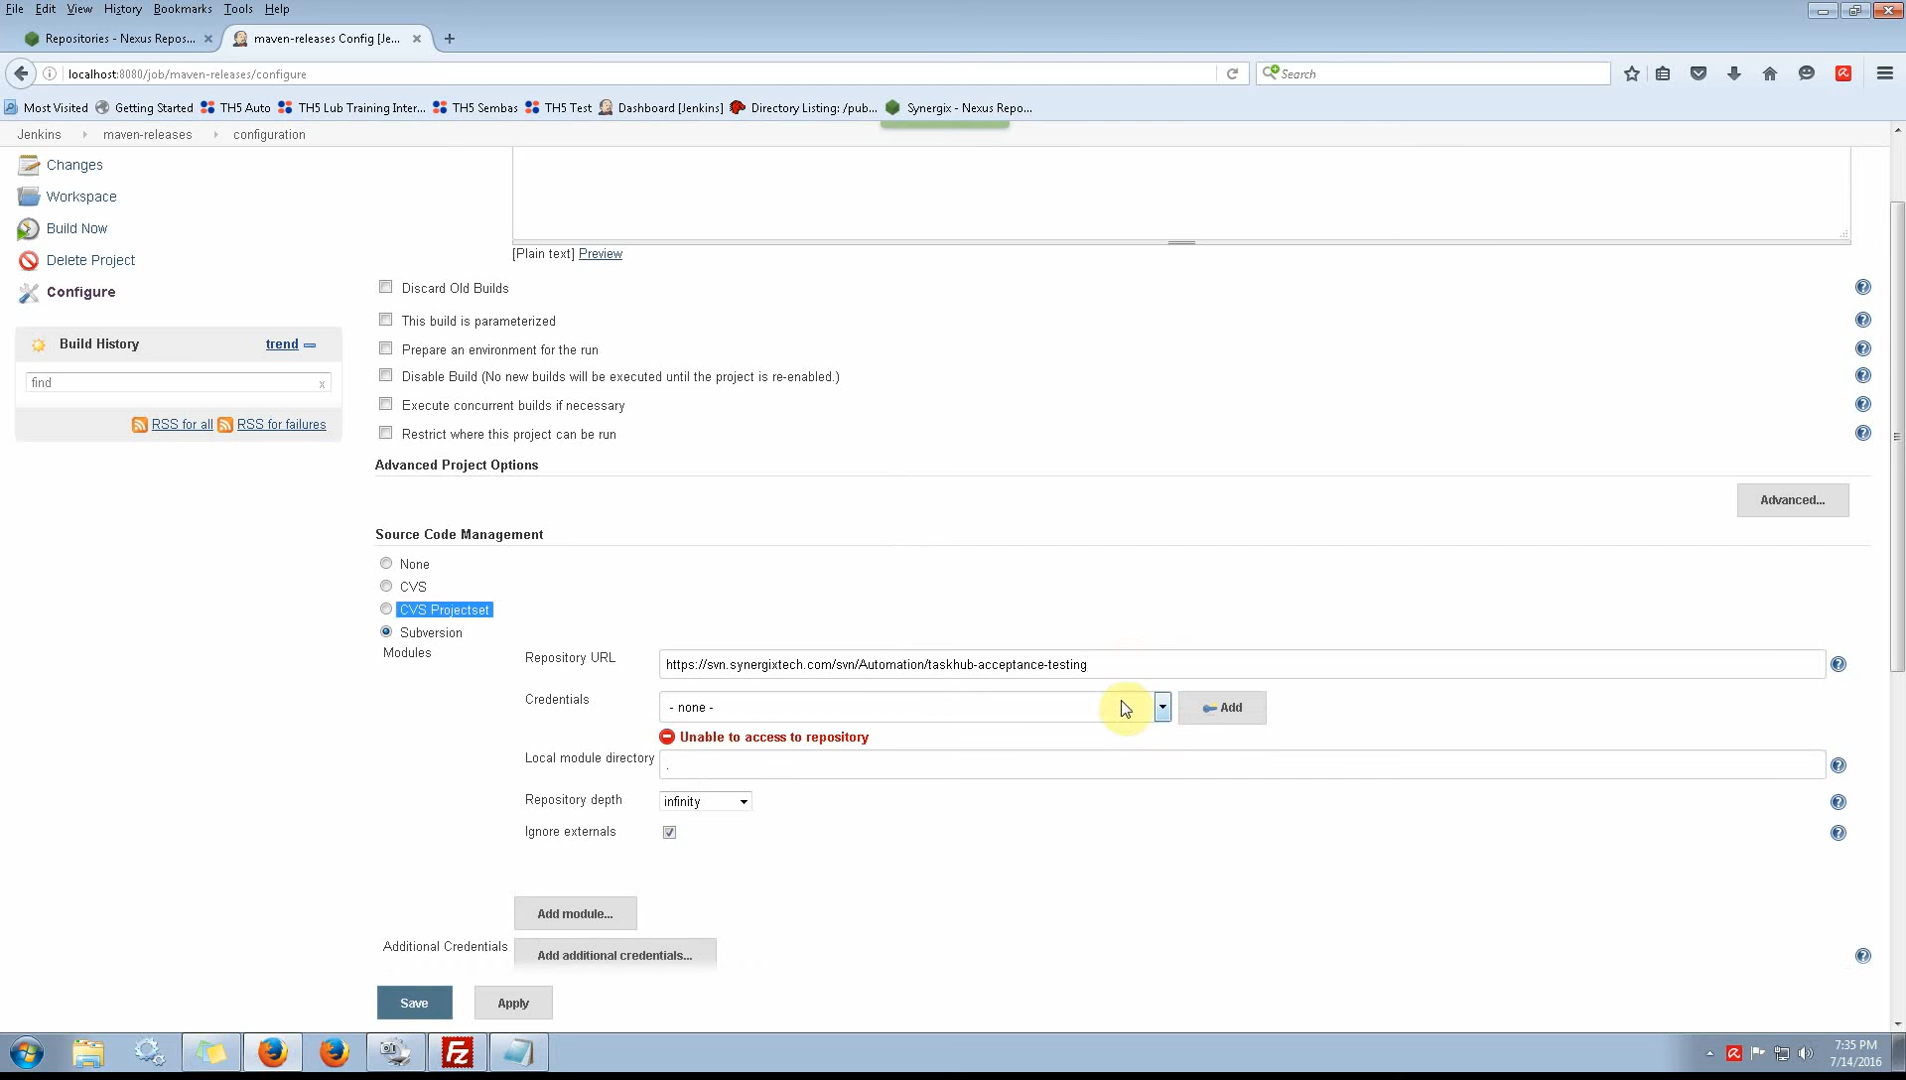 File Edit View History Bookmarks Tools Help
Repositories - Nexus Repos... × maven-releases Config [Je... × +
localhost:8080/job/maven-releases/configure Search
Most Visited Getting Started TH5 Auto TH5 Lub Training Inter... TH5 Sembas TH5 Test Dashboard [Jenkins] Directory Listing: /pub... Synergix - Nexus Repo...
Jenkins maven-releases configuration
Changes
Workspace
Build Now
Delete Project
Configure
Build History trend
find x
RSS for all RSS for failures
[Plain text] Preview
Discard Old Builds
This build is parameterized
Prepare an environment for the run
Disable Build (No new builds will be executed until the project is re-enabled.)
Execute concurrent builds if necessary
Restrict where this project can be run
Advanced Project Options
Advanced...
Source Code Management
None
CVS
CVS Projectset
Subversion
Modules
Repository URL https://svn.synergixtech.com/svn/Automation/taskhub-acceptance-testing
Credentials - none - Add
Unable to access to repository
Local module directory .
Repository depth infinity
Ignore externals
Add module...
Additional Credentials Add additional credentials...
Save Apply
7:35 PM
7/14/2016